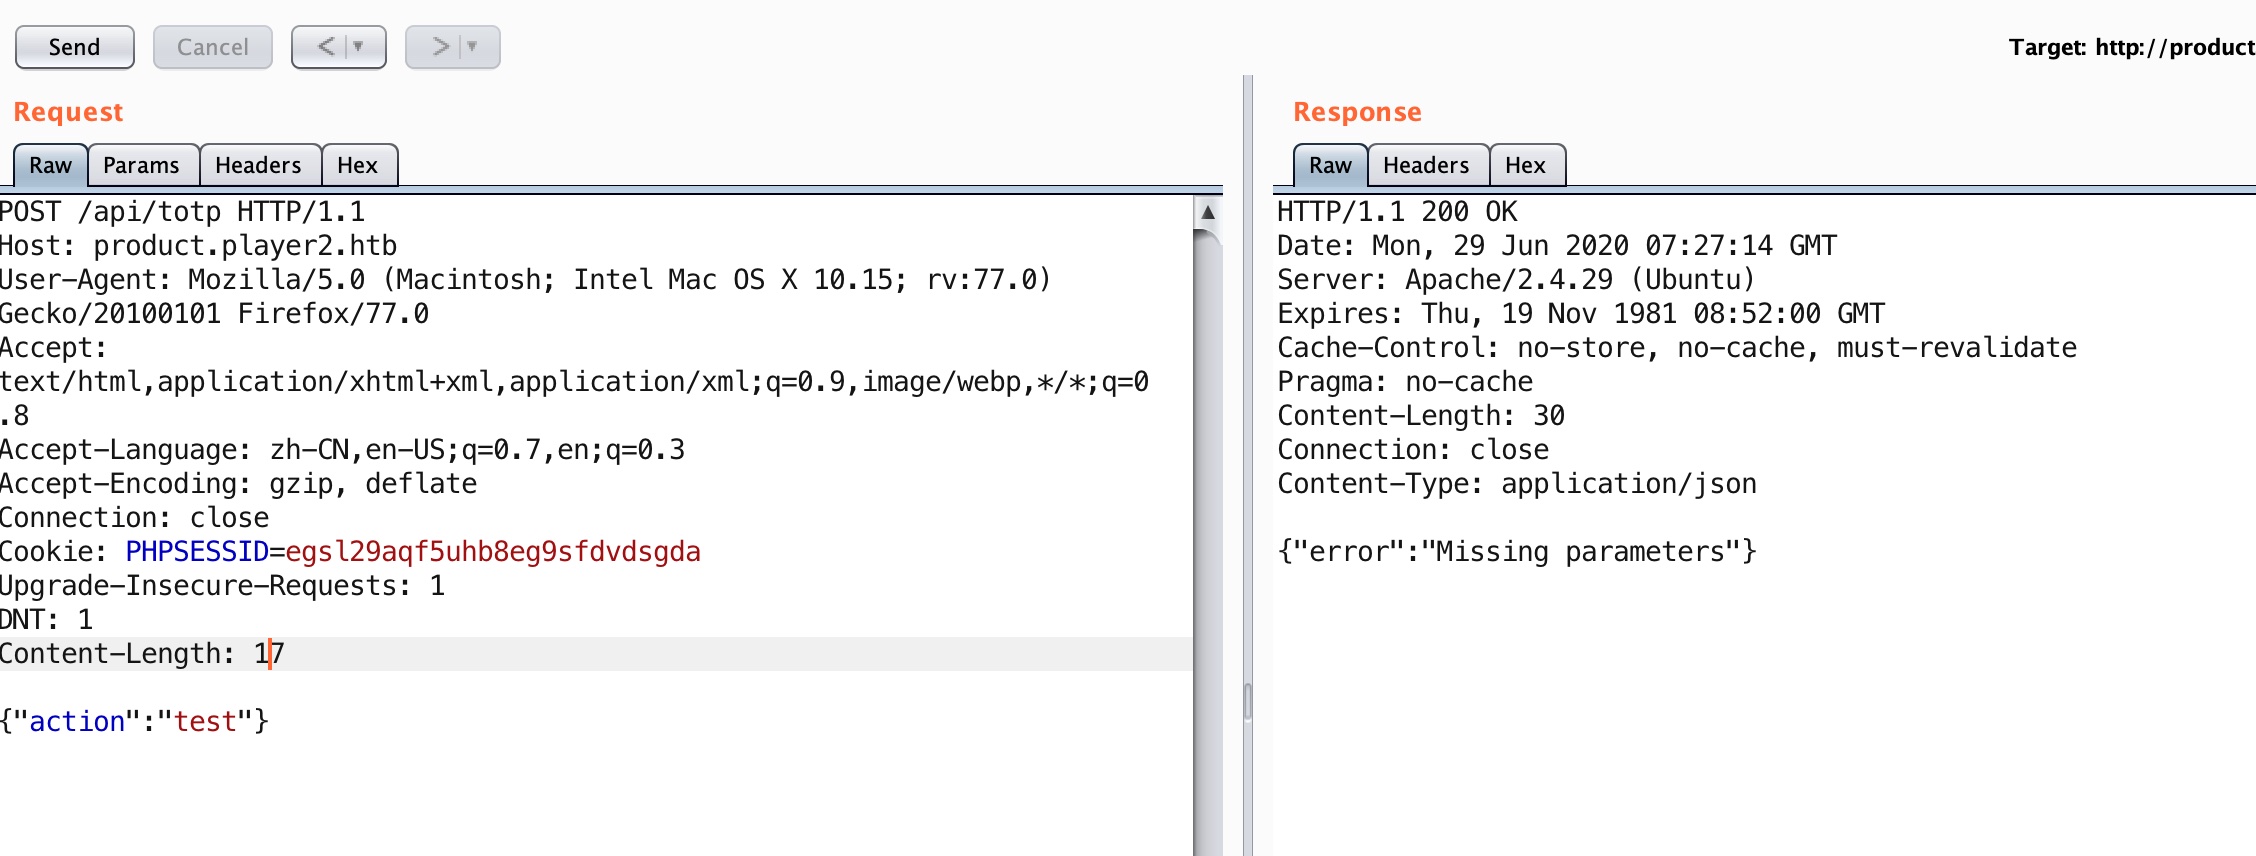 Send Cancel < >
Target: http://product
Request
Raw Params Headers Hex
POST /api/totp HTTP/1.1
Host: product.player2.htb
User-Agent: Mozilla/5.0 (Macintosh; Intel Mac OS X 10.15; rv:77.0)
Gecko/20100101 Firefox/77.0
Accept:
text/html,application/xhtml+xml,application/xml;q=0.9,image/webp,*/*;q=0
.8
Accept-Language: zh-CN,en-US;q=0.7,en;q=0.3
Accept-Encoding: gzip, deflate
Connection: close
Cookie: PHPSESSID=egsl29aqf5uhb8eg9sfdvdsgda
Upgrade-Insecure-Requests: 1
DNT: 1
Content-Length: 17
{"action":"test"}
Response
Raw Headers Hex
HTTP/1.1 200 OK
Date: Mon, 29 Jun 2020 07:27:14 GMT
Server: Apache/2.4.29 (Ubuntu)
Expires: Thu, 19 Nov 1981 08:52:00 GMT
Cache-Control: no-store, no-cache, must-revalidate
Pragma: no-cache
Content-Length: 30
Connection: close
Content-Type: application/json
{"error":"Missing parameters"}